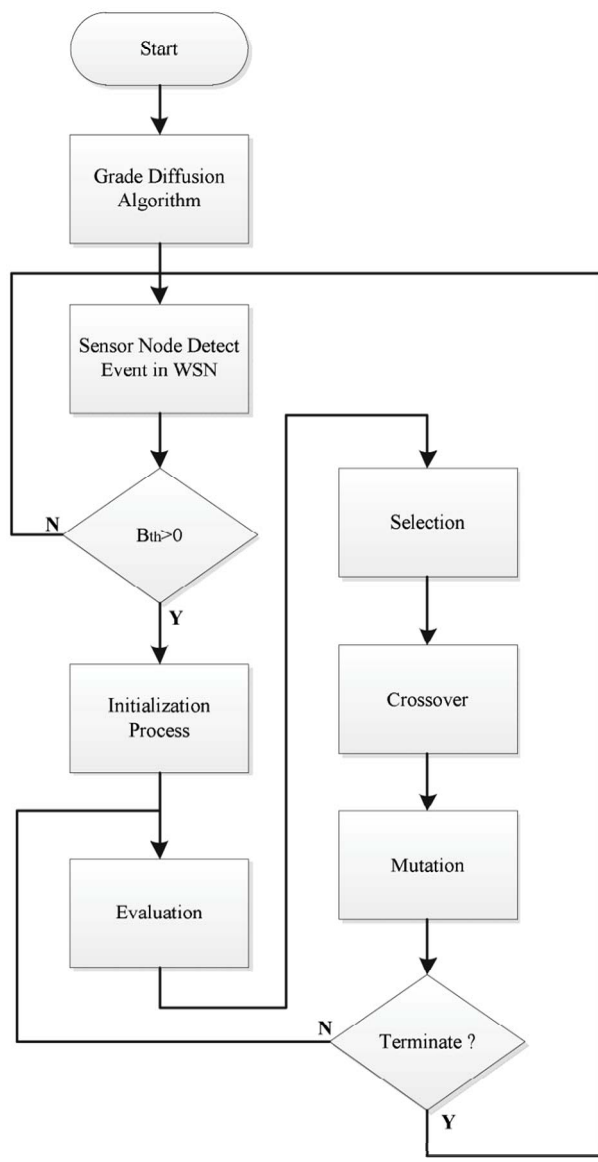 Start
Grade Diffusion
Algorithm
Sensor Node Detect
Event in WSN
N
Bth>0
Y
Initialization
Process
Evaluation
Selection
Crossover
Mutation
N
Terminate ?
Y